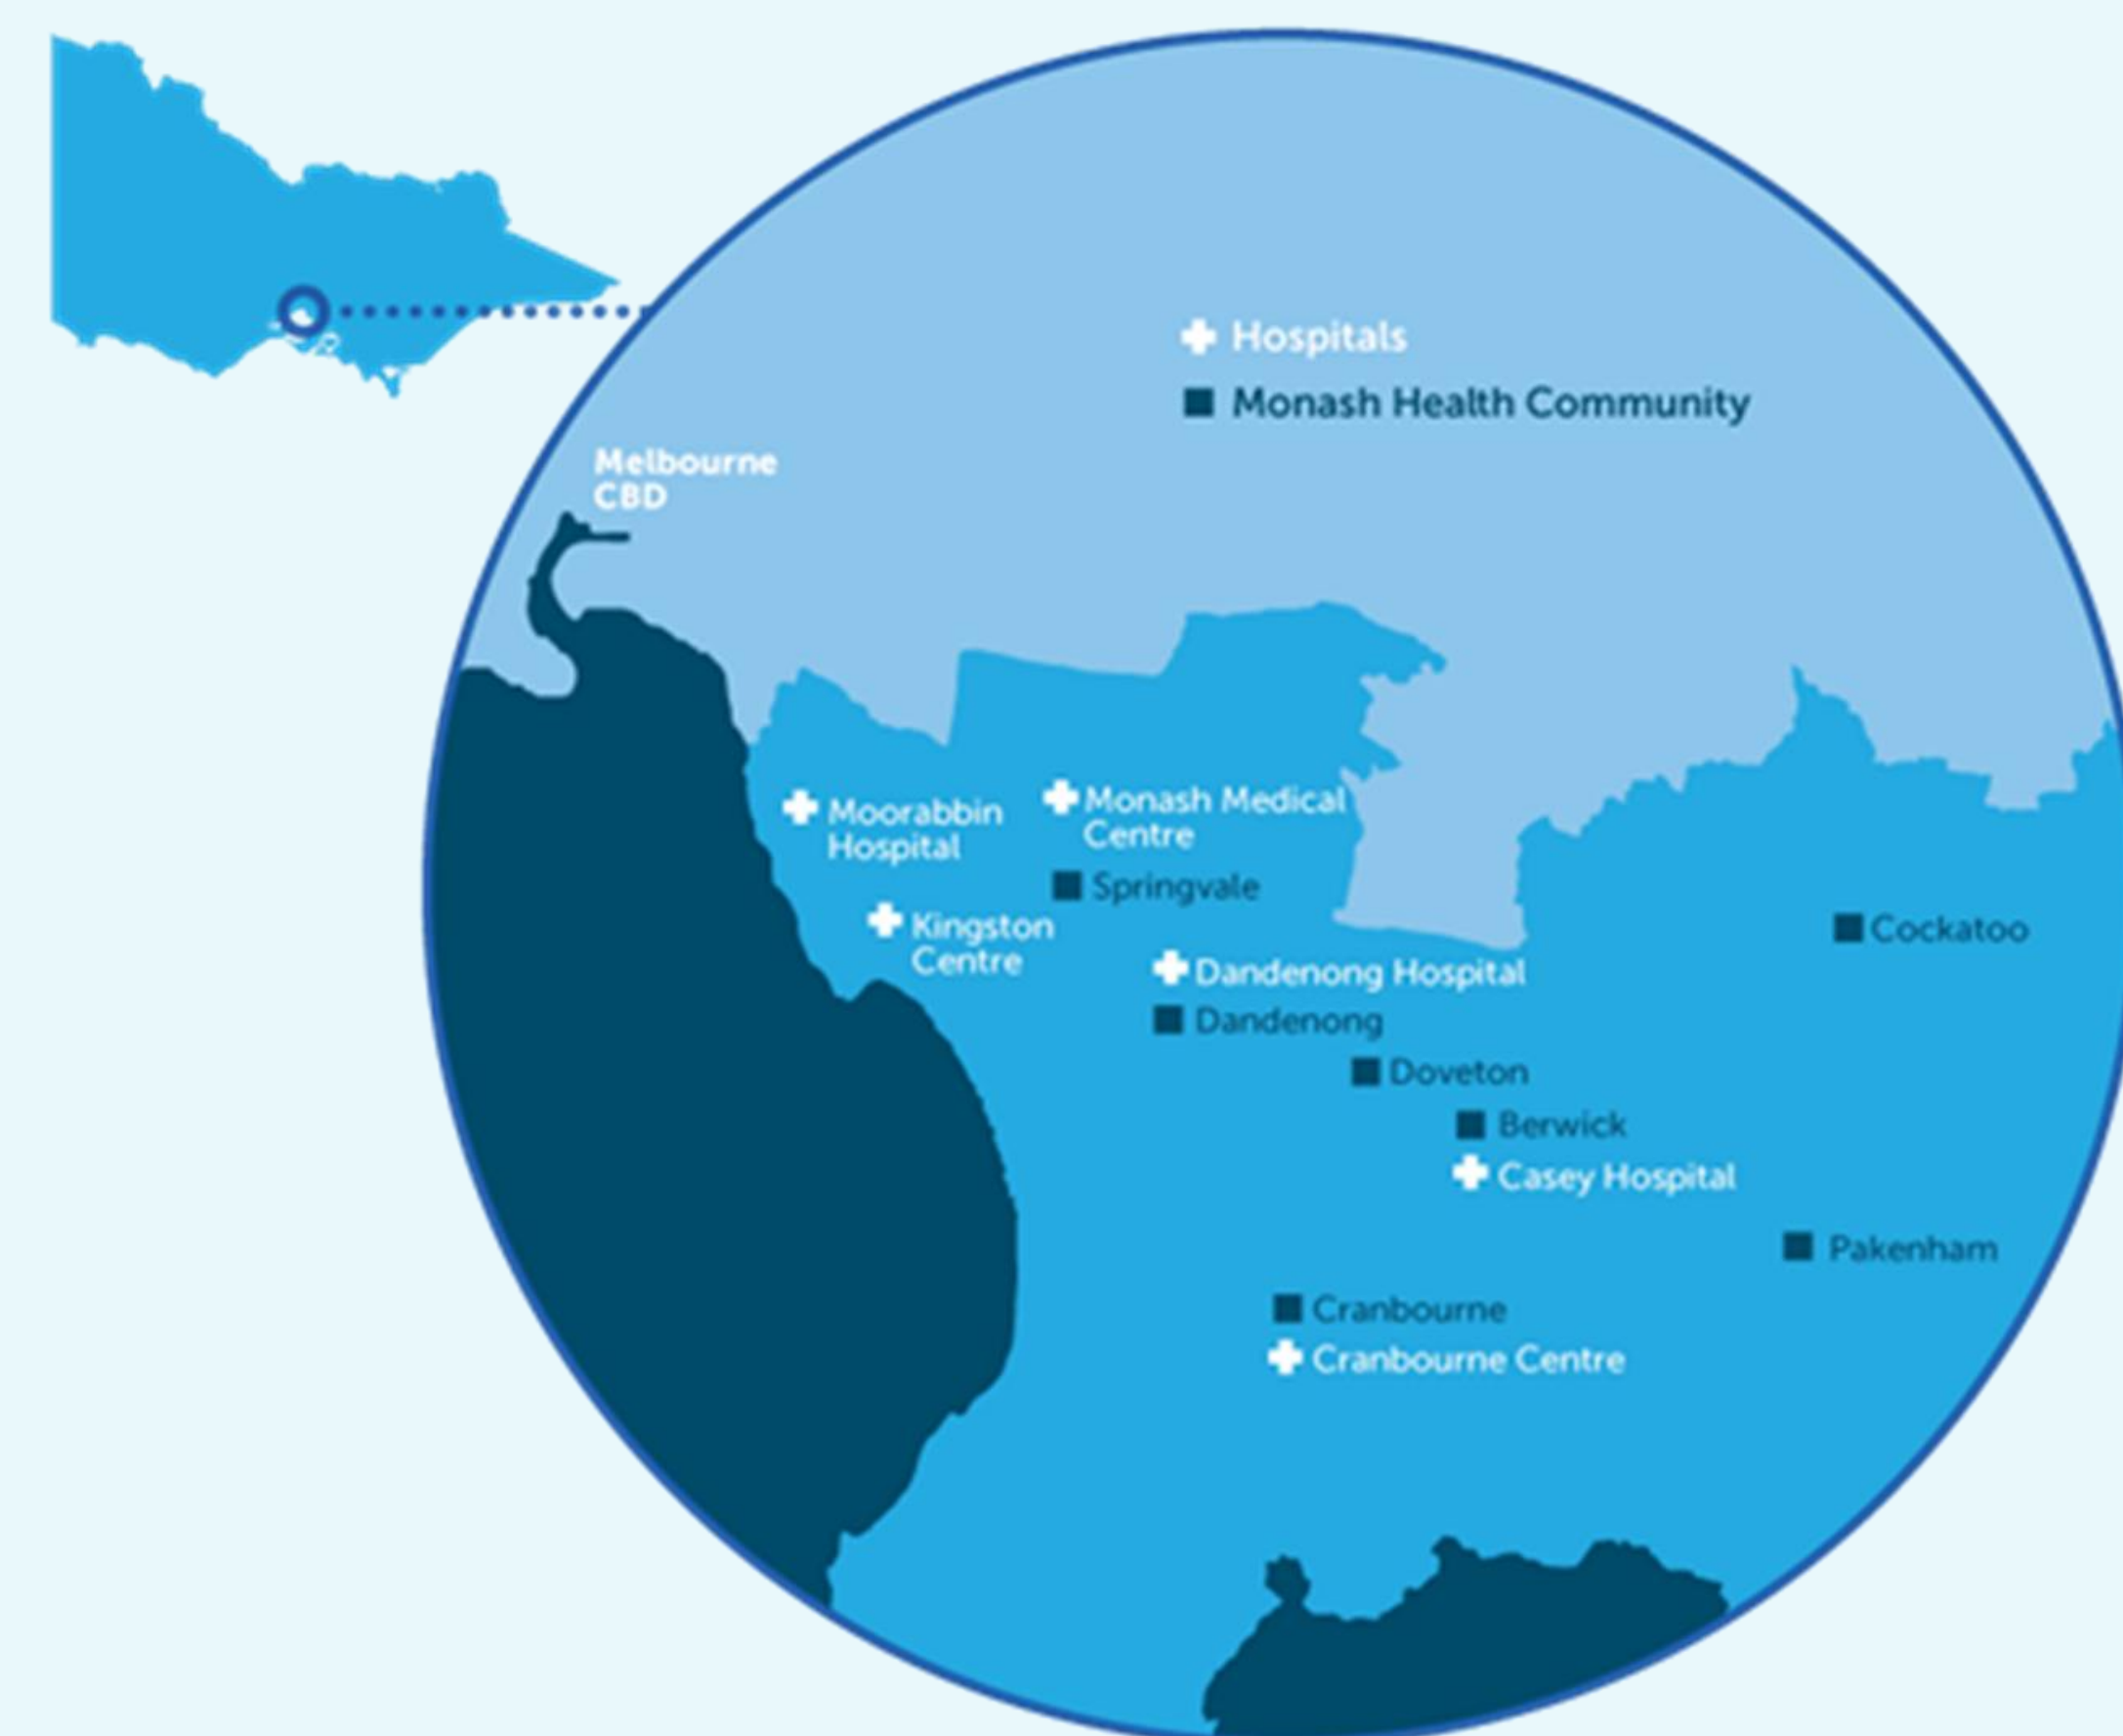 Hospitals
Monash Health Community
Melbourne
CBD
Moorabbin
Hospital
Monash Medical
Centre
Springvale
Kingston
Centre
Cockatoo
Dandenong Hospital
Dandenong
Doveton
Berwick
Casey Hospital
Pakenham
Cranbourne
Cranbourne Centre